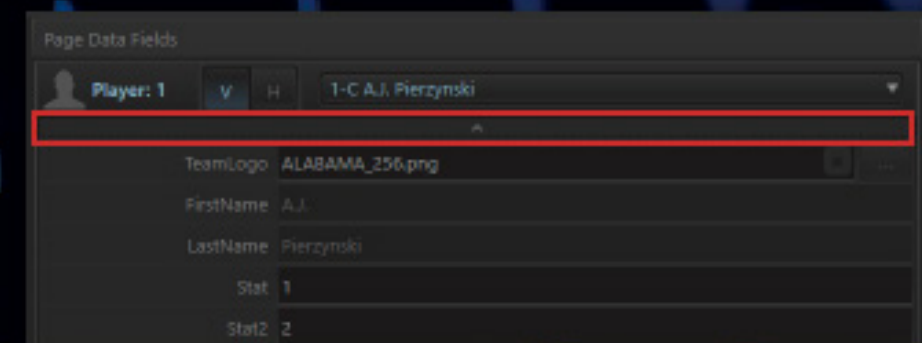 Page Data Fields
Player: 1 V H 1-C A.J. Pierzynski
TeamLogo ALABAMA_256.png ...
FirstName A.J.
LastName Pierzynski
Stat 1
Stat2 2